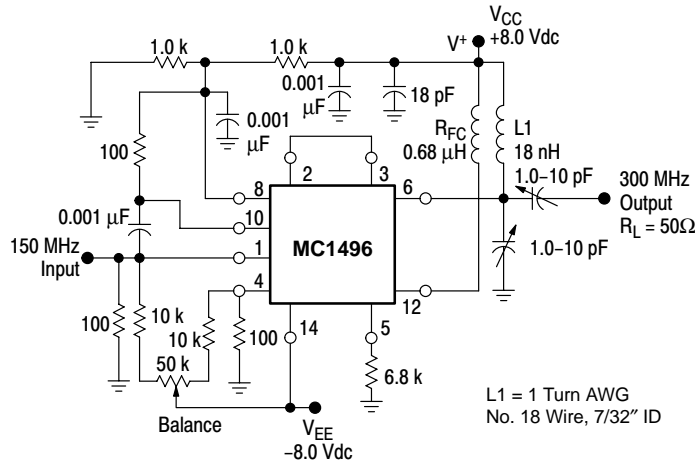 V_CC
+8.0 Vdc
V+
1.0 k
1.0 k
0.001
µF
18 pF
0.001
µF
R_FC
0.68 µH
L1
18 nH
100
2
3
8
6
1.0–10 pF
300 MHz
Output
R_L = 50Ω
0.001 µF
10
MC1496
150 MHz
Input
1
1.0–10 pF
4
12
100
10 k
10 k
100
14
5
50 k
6.8 k
Balance
V_EE
–8.0 Vdc
L1 = 1 Turn AWG
No. 18 Wire, 7/32″ ID